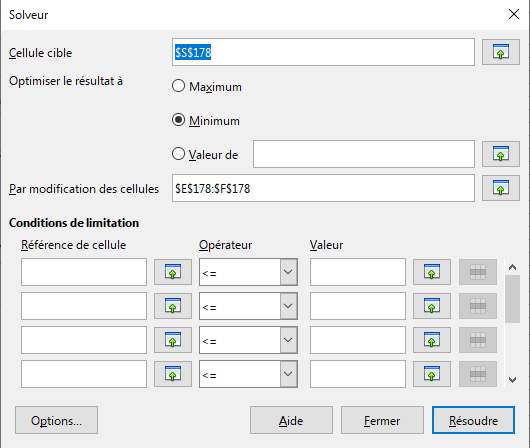 Solveur
Cellule cible $S$178
Optimiser le résultat à
Maximum
Minimum
Valeur de
Par modification des cellules $E$178:$F$178
Conditions de limitation
Référence de cellule Opérateur Valeur
<=
<=
<=
<=
Options... Aide Fermer Résoudre